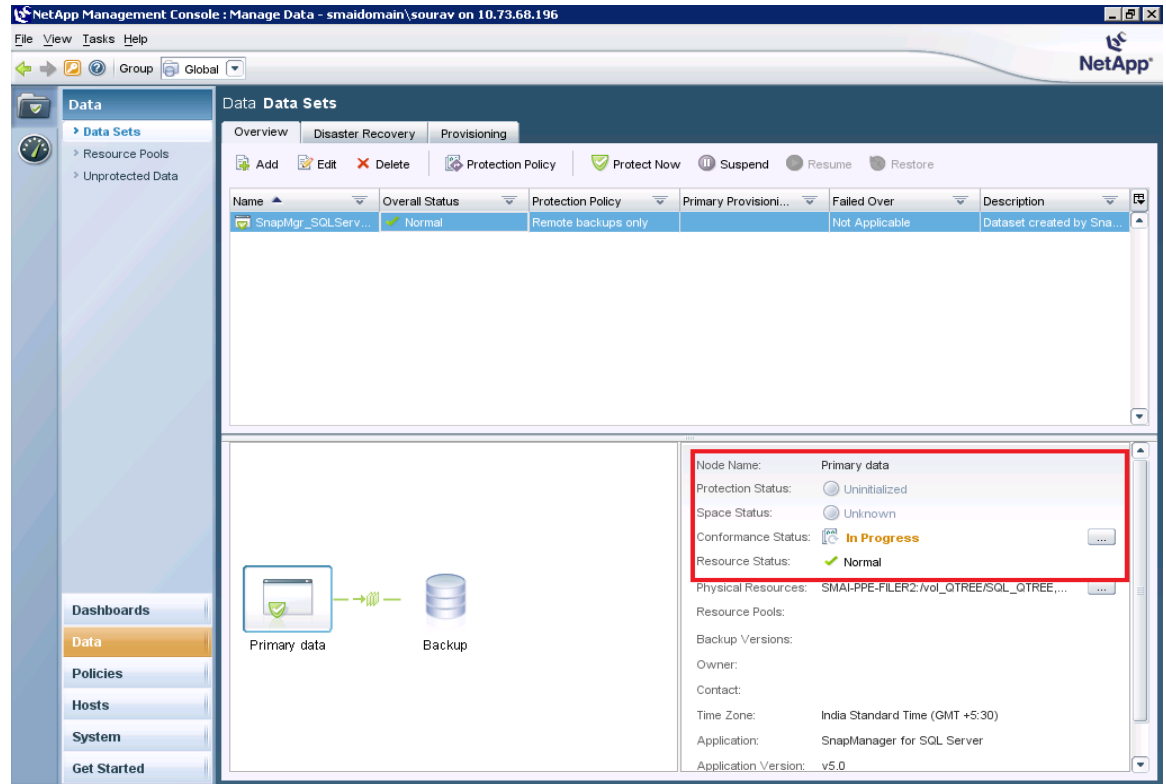 NetApp Management Console : Manage Data - smaidomain\sourav on 10.73.68.196
File View Tasks Help
Group Global
NetApp
Data
Data Sets
Resource Pools
Unprotected Data
Dashboards
Data
Policies
Hosts
System
Get Started
Data Data Sets
Overview Disaster Recovery Provisioning
Add Edit Delete Protection Policy Protect Now Suspend Resume Restore
Name Overall Status Protection Policy Primary Provisioni... Failed Over Description
SnapMgr_SQLServ... Normal Remote backups only Not Applicable Dataset created by Sna...
Primary data Backup
Node Name: Primary data
Protection Status: Uninitialized
Space Status: Unknown
Conformance Status: In Progress ...
Resource Status: Normal
Physical Resources: SMAI-PPE-FILER2:/vol_QTREE/SQL_QTREE,... ...
Resource Pools:
Backup Versions:
Owner:
Contact:
Time Zone: India Standard Time (GMT +5:30)
Application: SnapManager for SQL Server
Application Version: v5.0